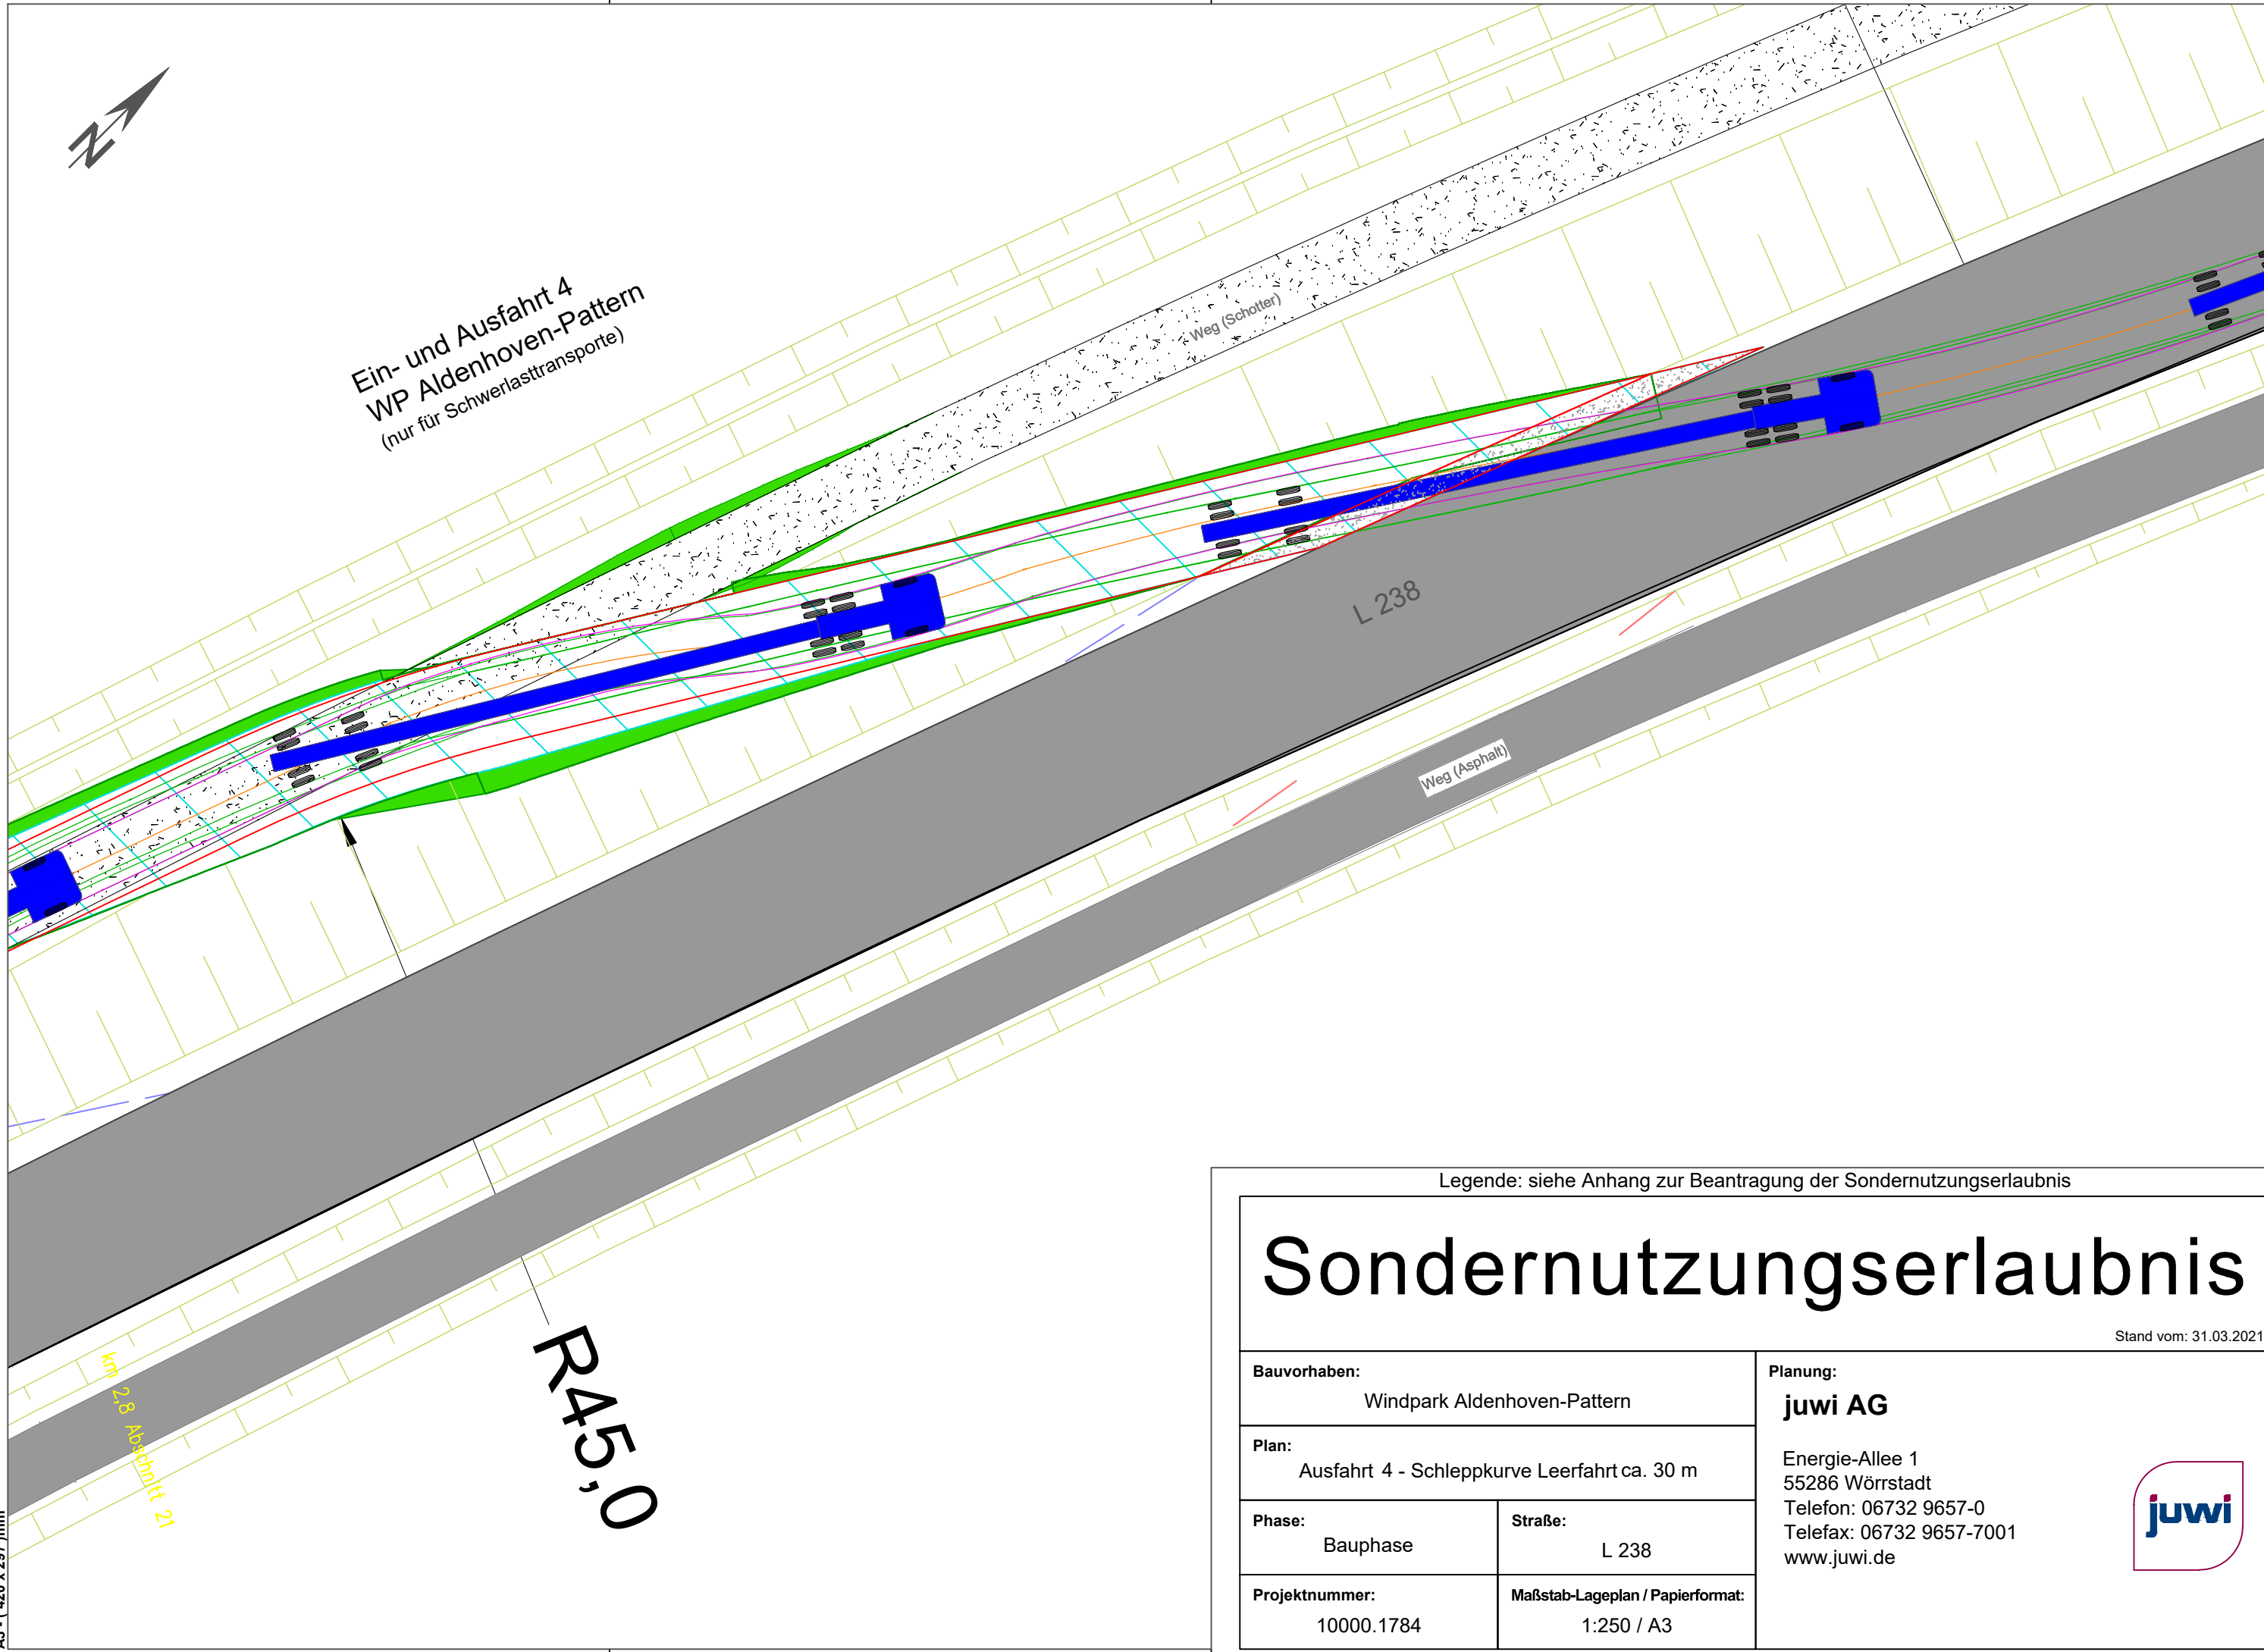 N
Ein- und Ausfahrt 4
WP Aldenhoven-Pattern
(nur für Schwerlasttransporte)
Weg (Schotter)
L 238
Weg (Asphalt)
R45,0
km 2,8 Abschnitt 21
A3 - ( 420 x 297 )mm
Legende: siehe Anhang zur Beantragung der Sondernutzungserlaubnis
Sondernutzungserlaubnis
Stand vom: 31.03.2021
Bauvorhaben:
Windpark Aldenhoven-Pattern
Plan:
Ausfahrt 4 - Schleppkurve Leerfahrt ca. 30 m
Phase:
Bauphase
Straße:
L 238
Projektnummer:
10000.1784
Maßstab-Lageplan / Papierformat:
1:250 / A3
Planung:
juwi AG
Energie-Allee 1
55286 Wörrstadt
Telefon: 06732 9657-0
Telefax: 06732 9657-7001
www.juwi.de
juwi